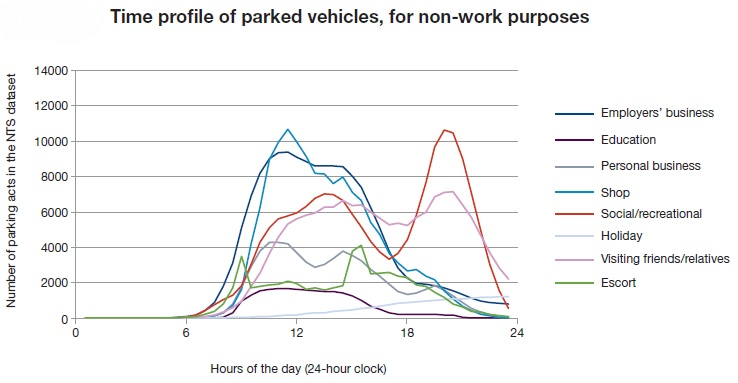 Time profile of parked vehicles, for non-work purposes
Number of parking acts in the NTS dataset
14000
12000
10000
8000
6000
4000
2000
0
0
6
12
18
24
Hours of the day (24-hour clock)
Employers' business
Education
Personal business
Shop
Social/recreational
Holiday
Visiting friends/relatives
Escort